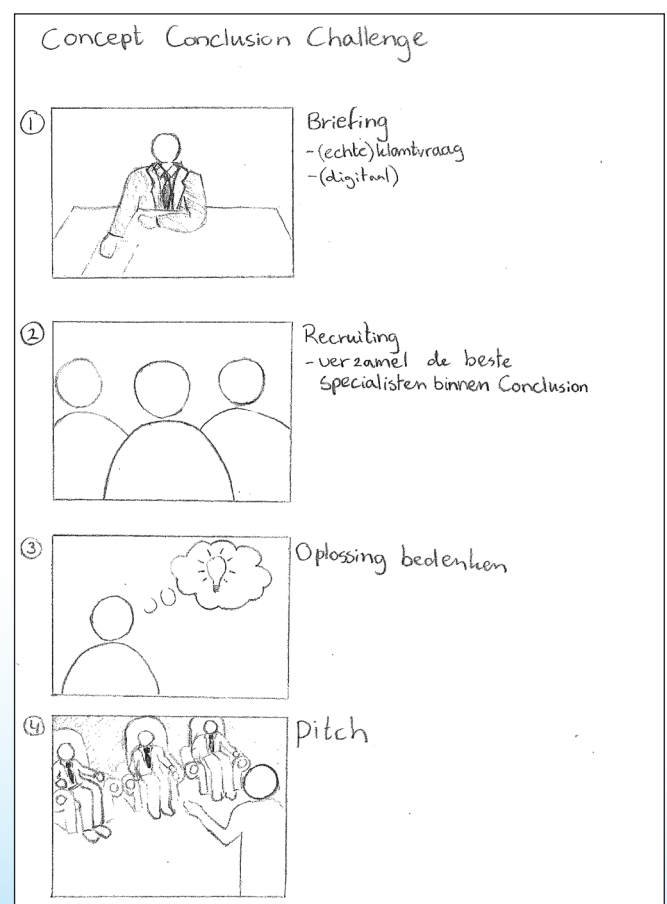 Concept Conclusion Challenge
1
Briefing
-(echte) klantvraag
-(digitaal)
2
Recruiting
-verzamel de beste
specialisten binnen Conclusion
3
Oplossing bedenken
4
Pitch